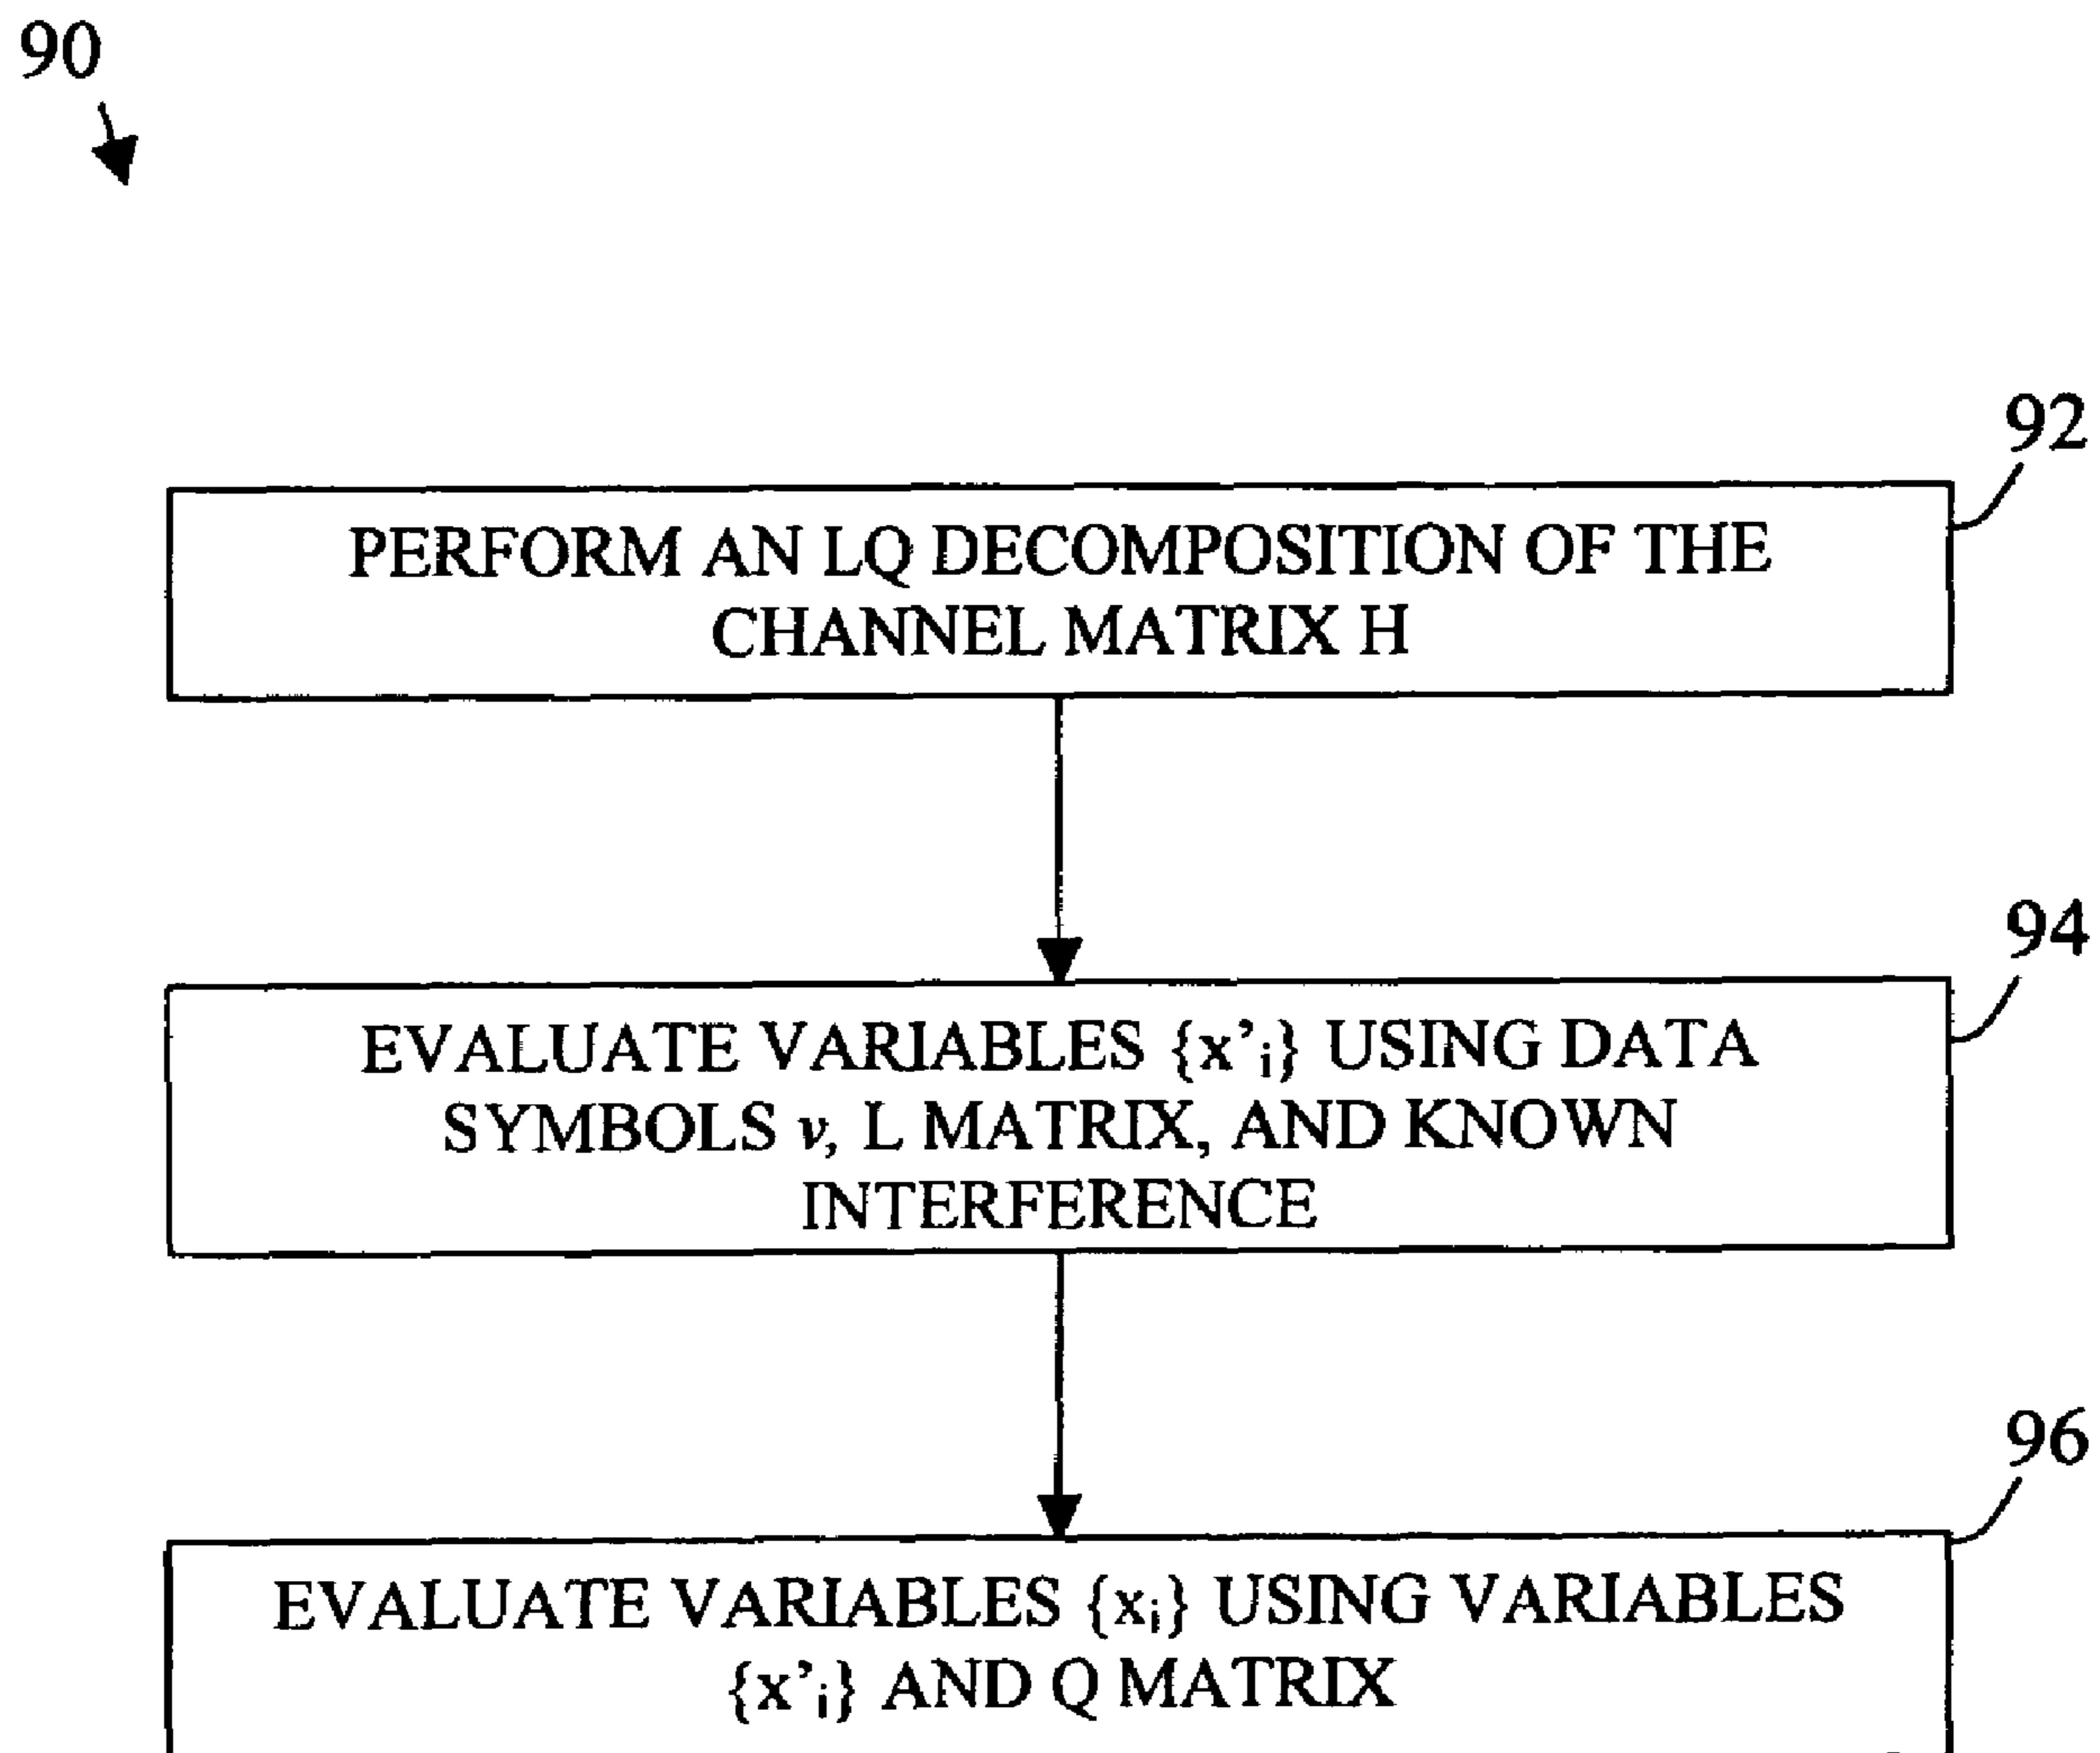 90
92
PERFORM AN LQ DECOMPOSITION OF THE
CHANNEL MATRIX H
94
EVALUATE VARIABLES {x’i} USING DATA
SYMBOLS v, L MATRIX, AND KNOWN
INTERFERENCE
96
EVALUATE VARIABLES {xi} USING VARIABLES
{x’i} AND Q MATRIX